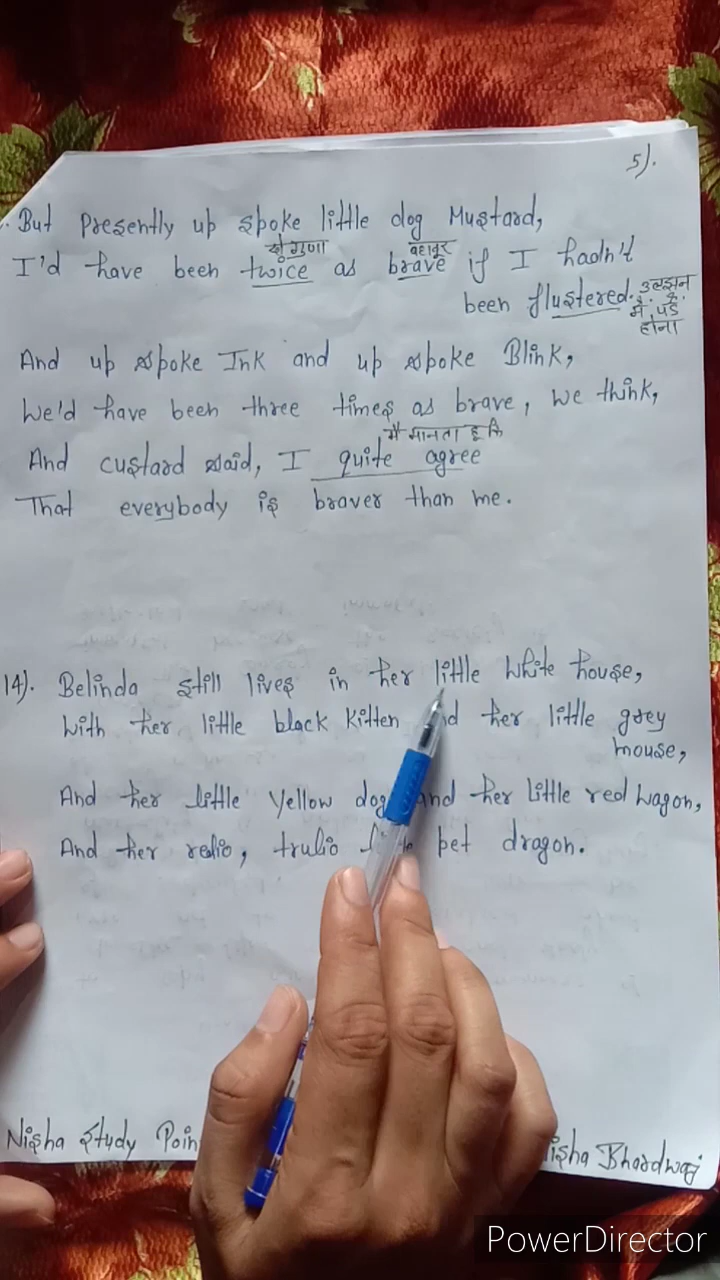 5).
But Presently up spoke little dog Mustard,
दो गुणा बहादुर
I'd have been twice as brave if I hadn't
been flustered. उलझन
में पड़े
होना
And up spoke Ink and up spoke Blink,
We'd have been three times as brave, we think,
मैं मानता हू कि
And custard said, I quite agree
That everybody is braver than me.
14). Belinda still lives in her little white house,
With her little black kitten her little grey
mouse,
And her little Yellow dog and her little red wagon,
And her relio, trulio pet dragon.
Nisha Study Bhardwaj
PowerDirector